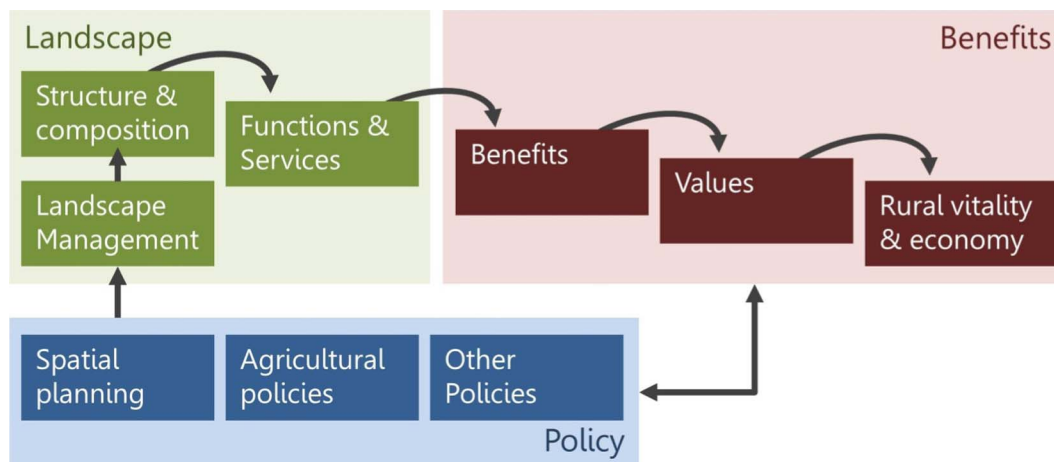 Landscape
Structure &
composition
Functions &
Services
Landscape
Management
Benefits
Benefits
Values
Rural vitality
& economy
Spatial
planning
Agricultural
policies
Other
Policies
Policy